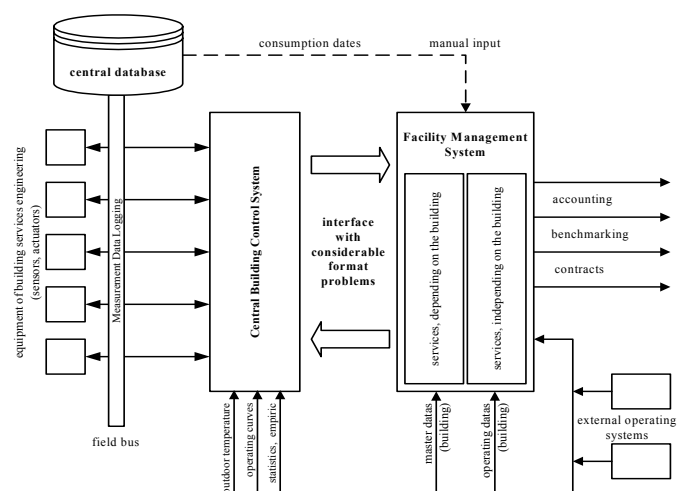 consumption dates
manual input
central database
equipment of building services engineering
(sensors, actuators)
Measurement Data Logging
field bus
Central Building Control System
outdoor temperature
operating curves
statistics, empiric
interface
with
considerable
format
problems
Facility Management
System
services, depending on the building
services, independing on the building
master datas
(building)
operating datas
(building)
accounting
benchmarking
contracts
external operating
systems